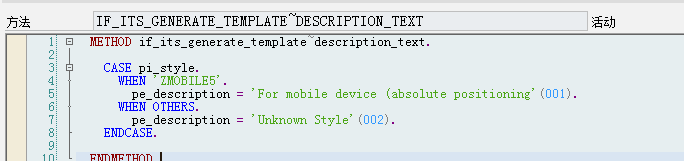 方法 IF_ITS_GENERATE_TEMPLATE~DESCRIPTION_TEXT 活动
1 METHOD if_its_generate_template~description_text.
2
3 CASE pi_style.
4 WHEN 'ZMOBILE5'.
5 pe_description = 'For mobile device (absolute positioning'(001).
6 WHEN OTHERS.
7 pe_description = 'Unknown Style'(002).
8 ENDCASE.
9
10 ENDMETHOD.